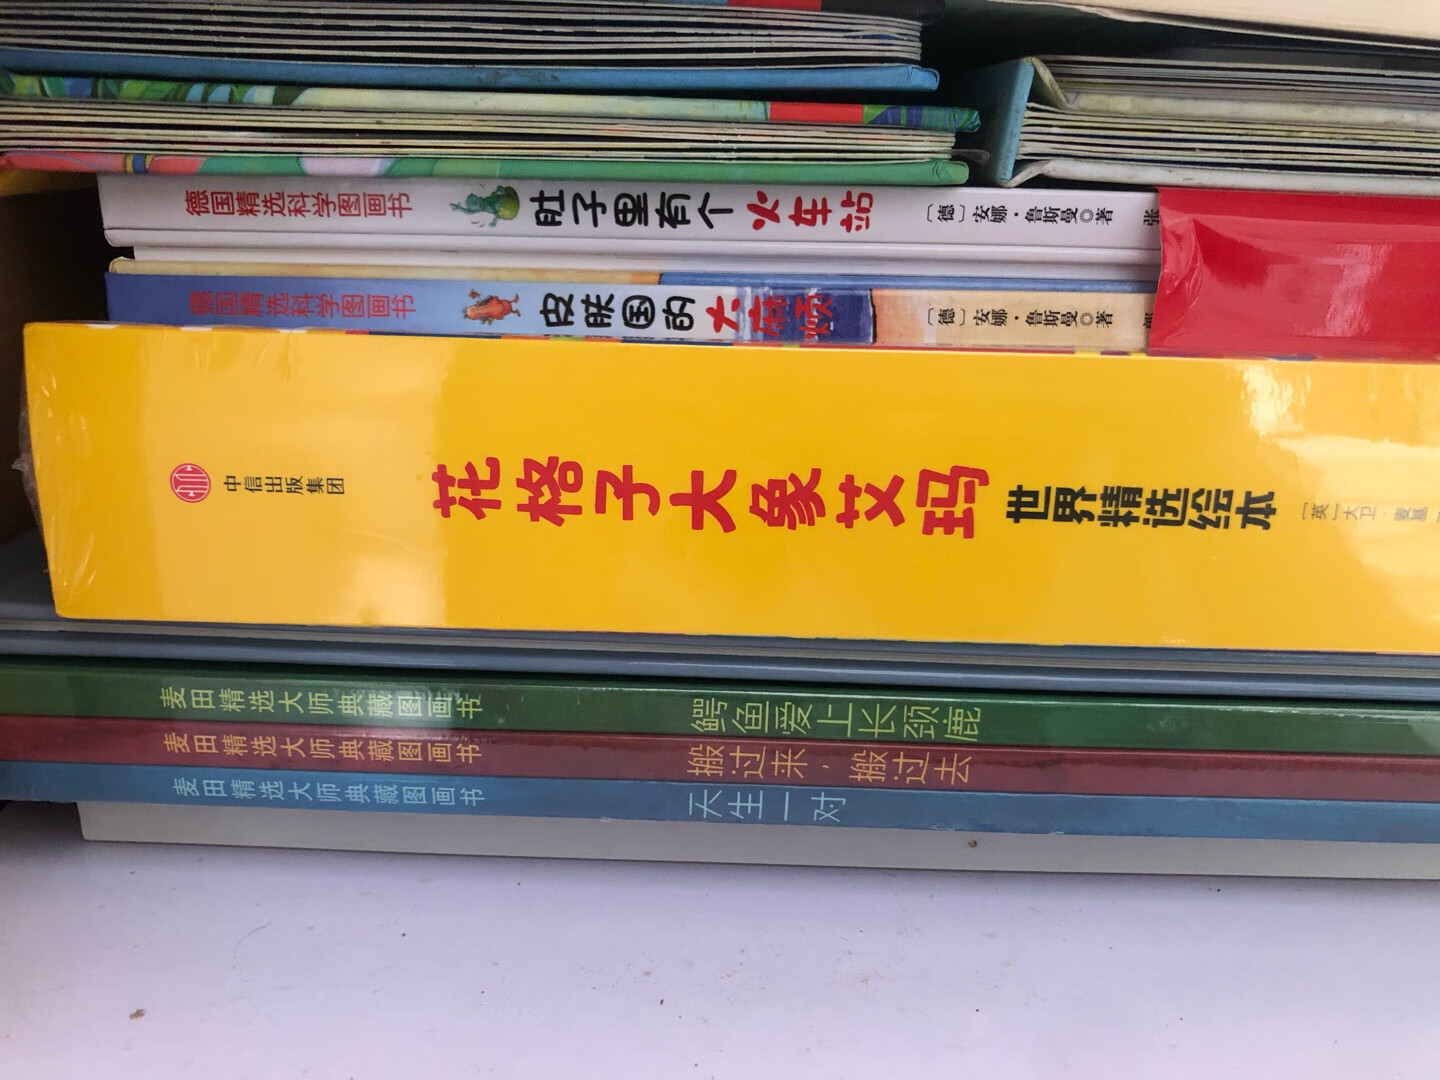 德国精选科学图画书 肚子里有个火车站 〔德〕安娜·鲁斯曼◎著 张
德国精选科学图画书 皮肤国的大麻烦 〔德〕安娜·鲁斯曼◎著
中信出版集团 花格子大象艾玛 世界精选绘本 [英]大卫·麦基
麦田精选大师典藏图画书 鳄鱼爱上长颈鹿
麦田精选大师典藏图画书 搬过来，搬过去
麦田精选大师典藏图画书 天生一对